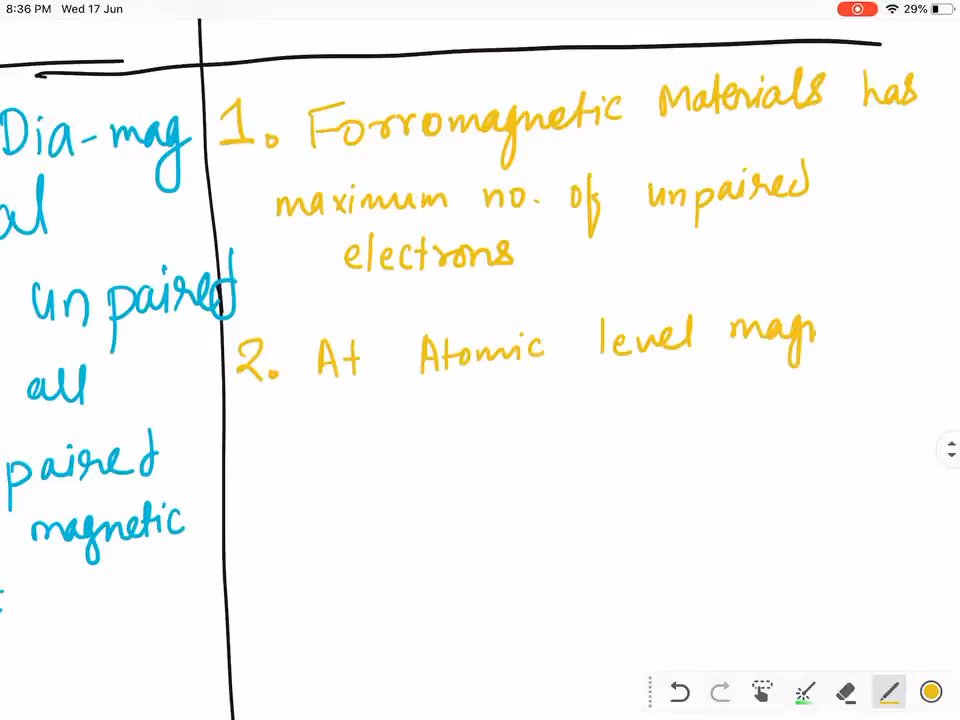 8:36 PM Wed 17 Jun
29%
Dia-mag
al
unpaired
all
paired
magnetic
1. Forromagnetic Materials has
maximum no. of unpaired
electrons
2. At Atomic level mag